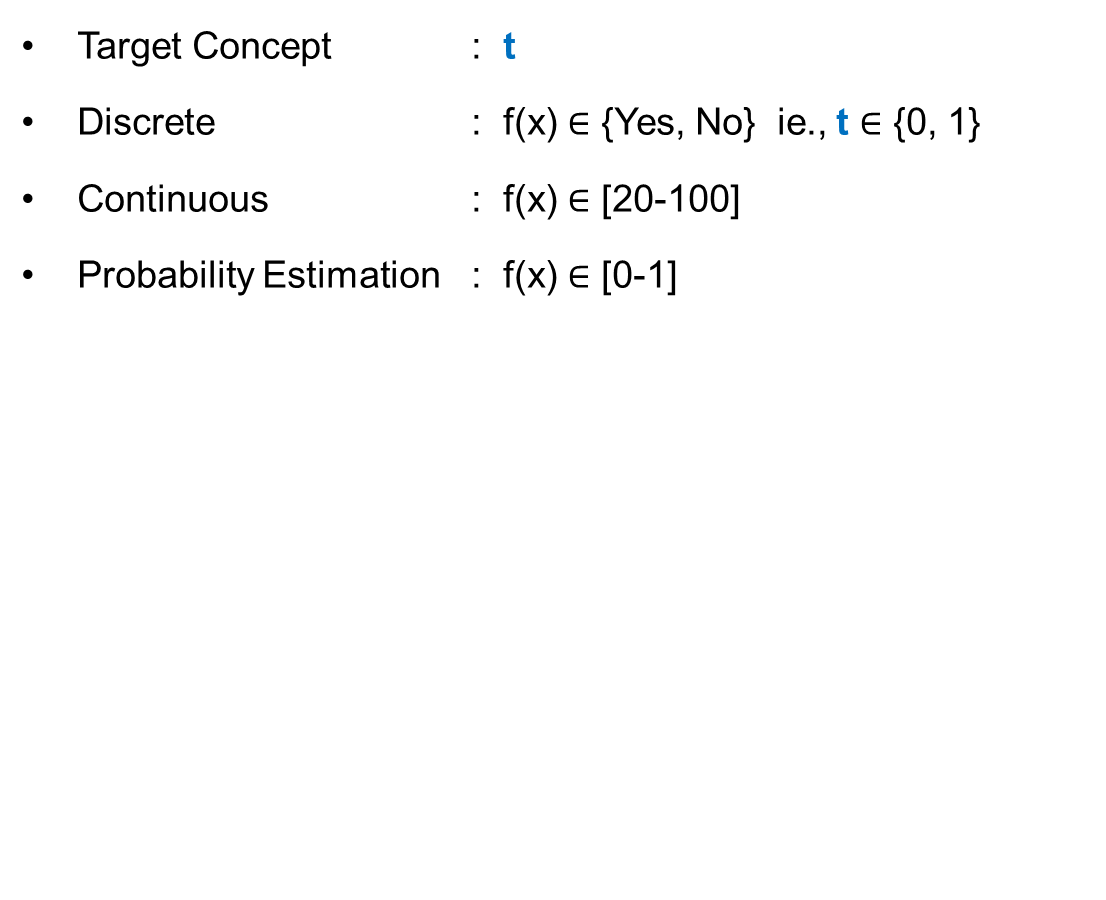 • Target Concept : t
• Discrete : f(x) ∈ {Yes, No} ie., t ∈ {0, 1}
• Continuous : f(x) ∈ [20-100]
• Probability Estimation : f(x) ∈ [0-1]